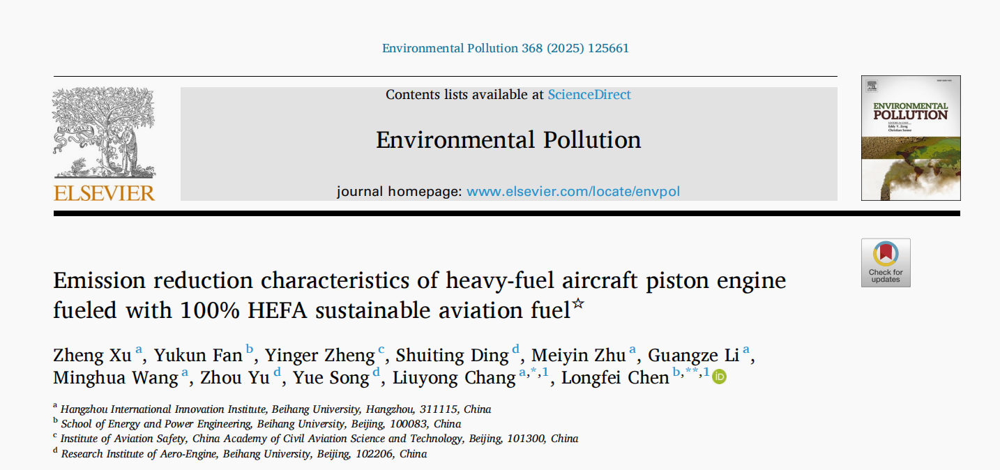 Environmental Pollution 368 (2025) 125661
Contents lists available at ScienceDirect
Environmental Pollution
journal homepage: www.elsevier.com/locate/envpol
NON SOLUS
ELSEVIER
ENVIRONMENTAL
POLLUTION
Eddy Y. Zeng
Christian Sonne
Check for
updates
Emission reduction characteristics of heavy-fuel aircraft piston engine
fueled with 100% HEFA sustainable aviation fuel☆
Zheng Xu a, Yukun Fan b, Yinger Zheng c, Shuiting Ding d, Meiyin Zhu a, Guangze Li a,
Minghua Wang a, Zhou Yu d, Yue Song d, Liuyong Chang a,*,1, Longfei Chen b,**,1 iD
a Hangzhou International Innovation Institute, Beihang University, Hangzhou, 311115, China
b School of Energy and Power Engineering, Beihang University, Beijing, 100083, China
c Institute of Aviation Safety, China Academy of Civil Aviation Science and Technology, Beijing, 101300, China
d Research Institute of Aero-Engine, Beihang University, Beijing, 102206, China